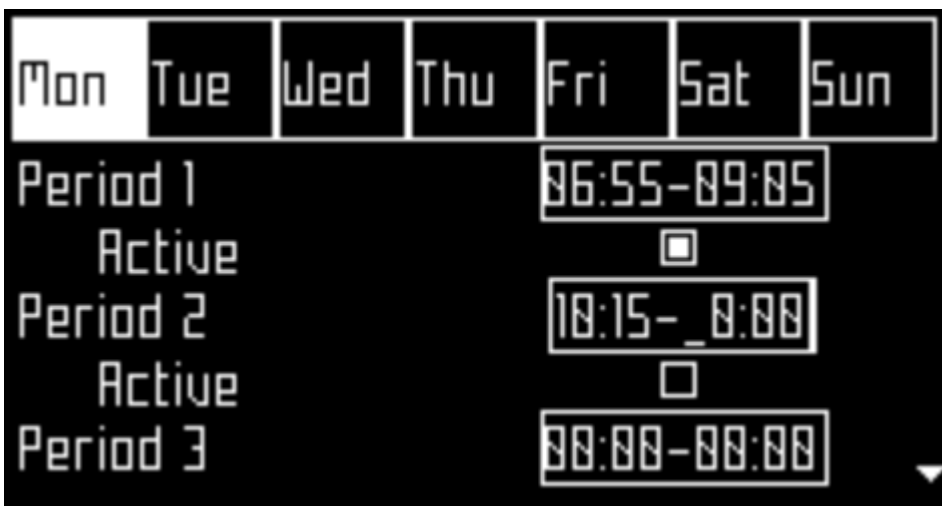 Mon Tue Wed Thu Fri Sat Sun
Period 1 06:55-09:05
Active
Period 2 10:15-_0:00
Active
Period 3 00:00-00:00